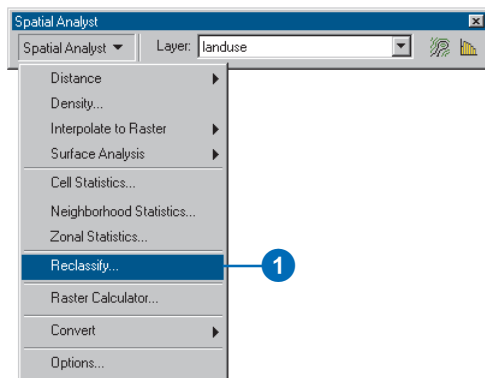 Spatial Analyst
Spatial Analyst Layer: landuse
Distance
Density...
Interpolate to Raster
Surface Analysis
Cell Statistics...
Neighborhood Statistics...
Zonal Statistics...
Reclassify...
1
Raster Calculator...
Convert
Options...